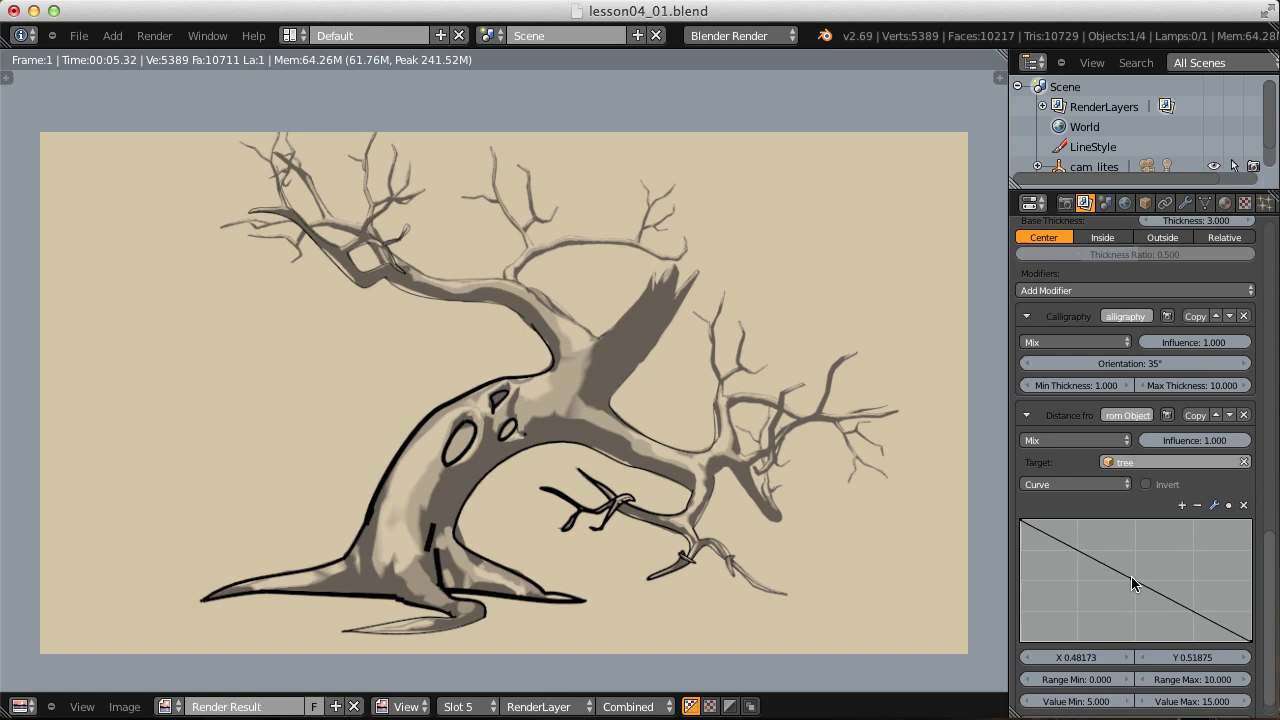 lesson04_01.blend
File Add Render Window Help Default Scene Blender Render v2.69 | Verts:5389 | Faces:10217 | Tris:10729 | Objects:1/4 | Lamps:0/1 | Mem:64.28
Frame:1 | Time:00:05.32 | Ve:5389 Fa:10711 La:1 | Mem:64.26M (61.76M, Peak 241.52M)
View Search All Scenes
Scene
RenderLayers |
World
LineStyle
cam_lites
Base Thickness: Thickness: 3.000
Center Inside Outside Relative
Thickness Ratio: 0.500
Modifiers:
Add Modifier
Calligraphy alligraphy Copy
Mix Influence: 1.000
Orientation: 35°
Min Thickness: 1.000 Max Thickness: 10.000
Distance fro rom Object Copy
Mix Influence: 1.000
Target: tree
Curve Invert
X 0.48173 Y 0.51875
Range Min: 0.000 Range Max: 10.000
Value Min: 5.000 Value Max: 15.000
View Image Render Result F View Slot 5 RenderLayer Combined